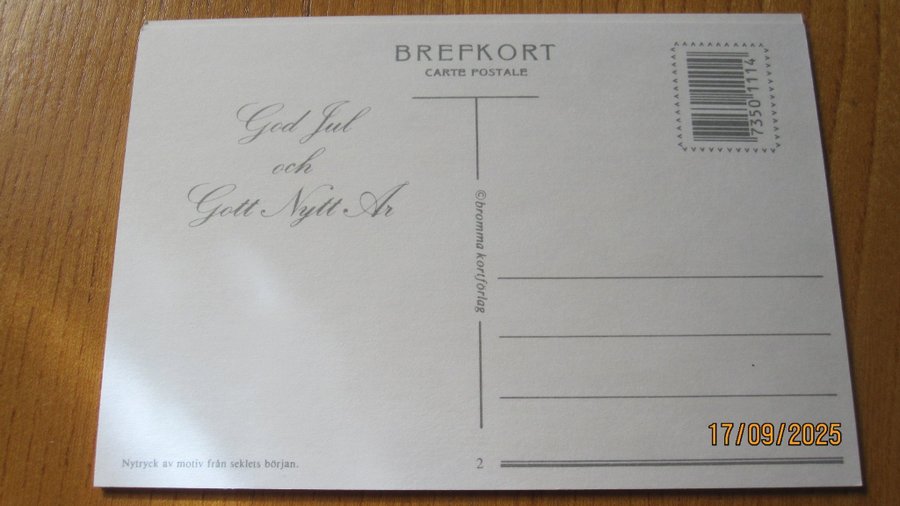 BREFKORT
CARTE POSTALE
God Jul
och
Gott Nytt År
7350 1114
©bromma kortförlag
Nytryck av motiv från seklets början.
2
17/09/2025